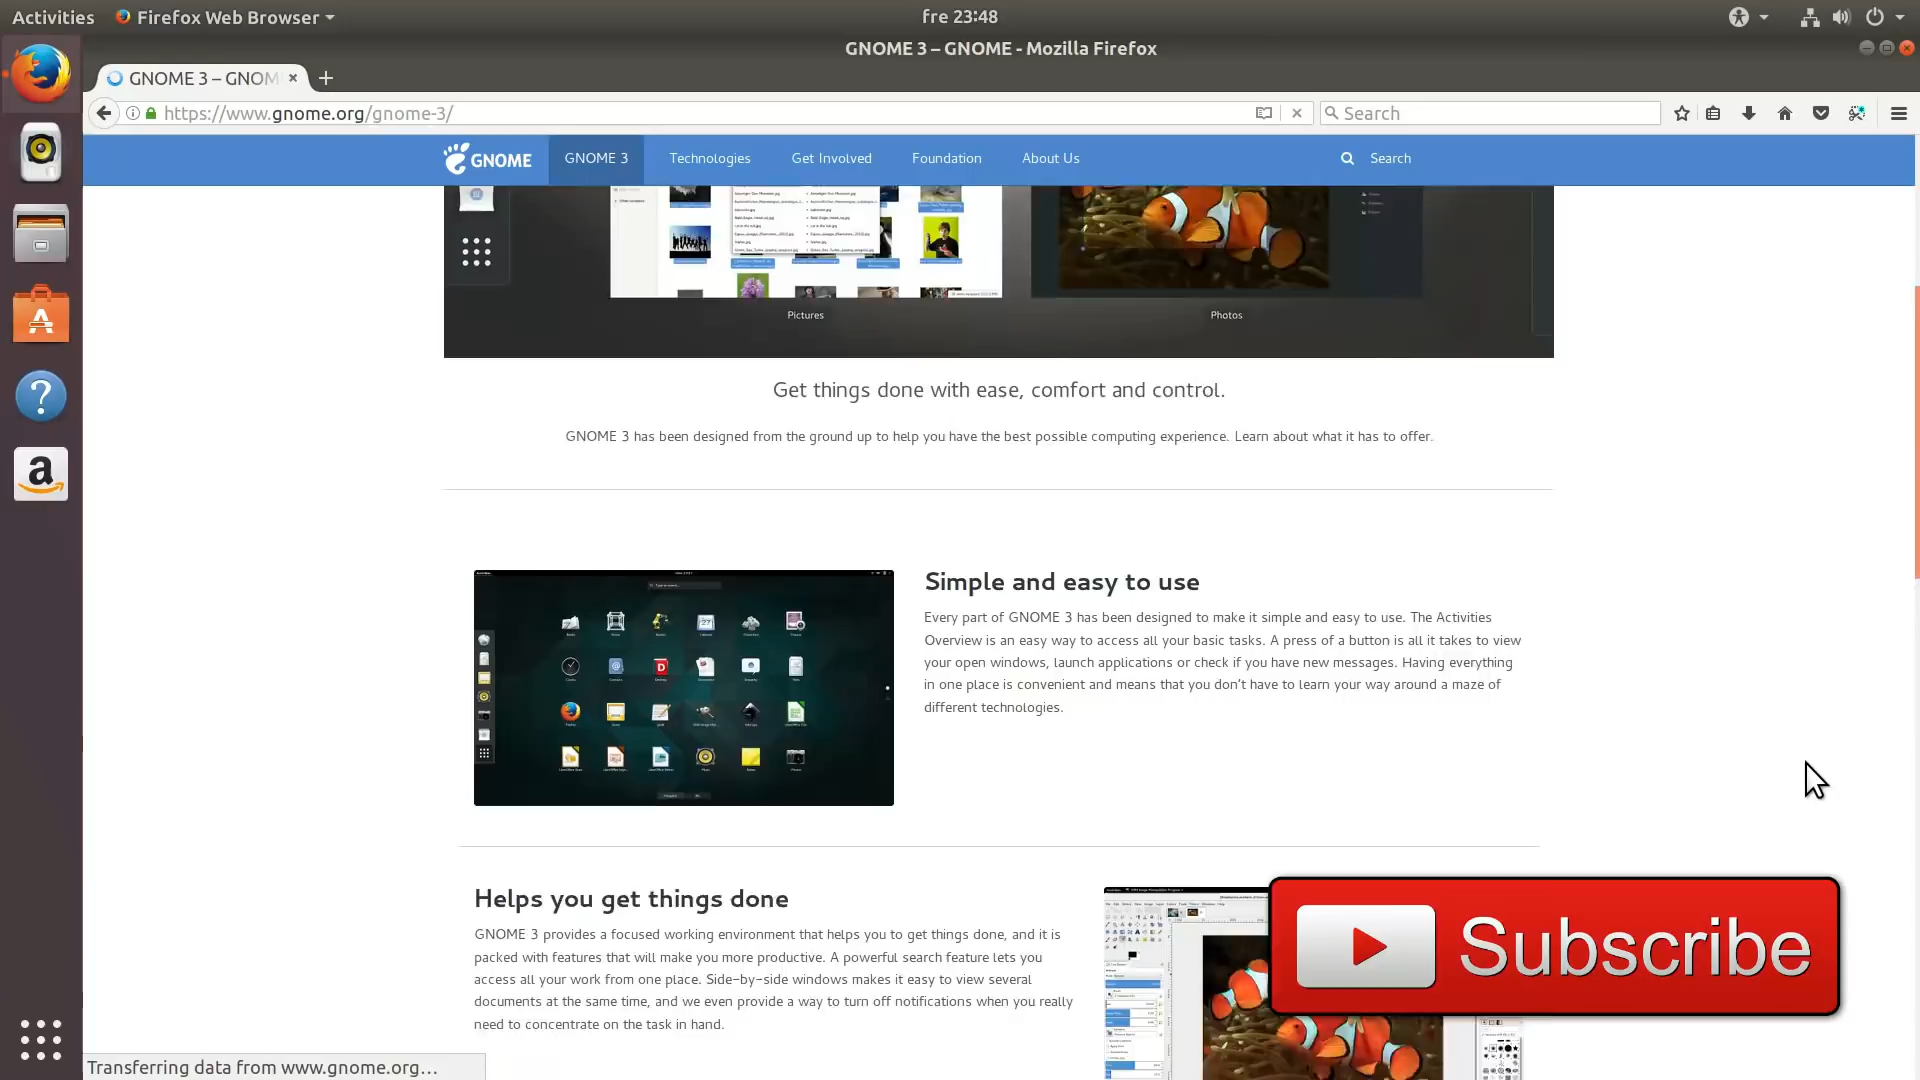 Activities
Firefox Web Browser
fre 23:48
GNOME 3 – GNOME - Mozilla Firefox
GNOME 3 – GNOM
https://www.gnome.org/gnome-3/
Search
GNOME
GNOME 3
Technologies
Get Involved
Foundation
About Us
Search
Pictures
Photos
Get things done with ease, comfort and control.
GNOME 3 has been designed from the ground up to help you have the best possible computing experience. Learn about what it has to offer.
Simple and easy to use
Every part of GNOME 3 has been designed to make it simple and easy to use. The Activities
Overview is an easy way to access all your basic tasks. A press of a button is all it takes to view
your open windows, launch applications or check if you have new messages. Having everything
in one place is convenient and means that you don't have to learn your way around a maze of
different technologies.
Helps you get things done
GNOME 3 provides a focused working environment that helps you to get things done, and it is
packed with features that will make you more productive. A powerful search feature lets you
access all your work from one place. Side-by-side windows makes it easy to view several
documents at the same time, and we even provide a way to turn off notifications when you really
need to concentrate on the task in hand.
Subscribe
Transferring data from www.gnome.org…